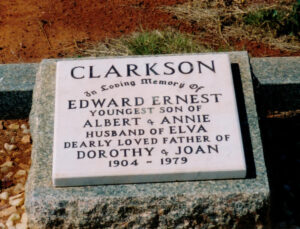 CLARKSON
In Loving Memory Of
EDWARD ERNEST
YOUNGEST SON OF
ALBERT & ANNIE
HUSBAND OF ELVA
DEARLY LOVED FATHER OF
DOROTHY & JOAN
1904 - 1979